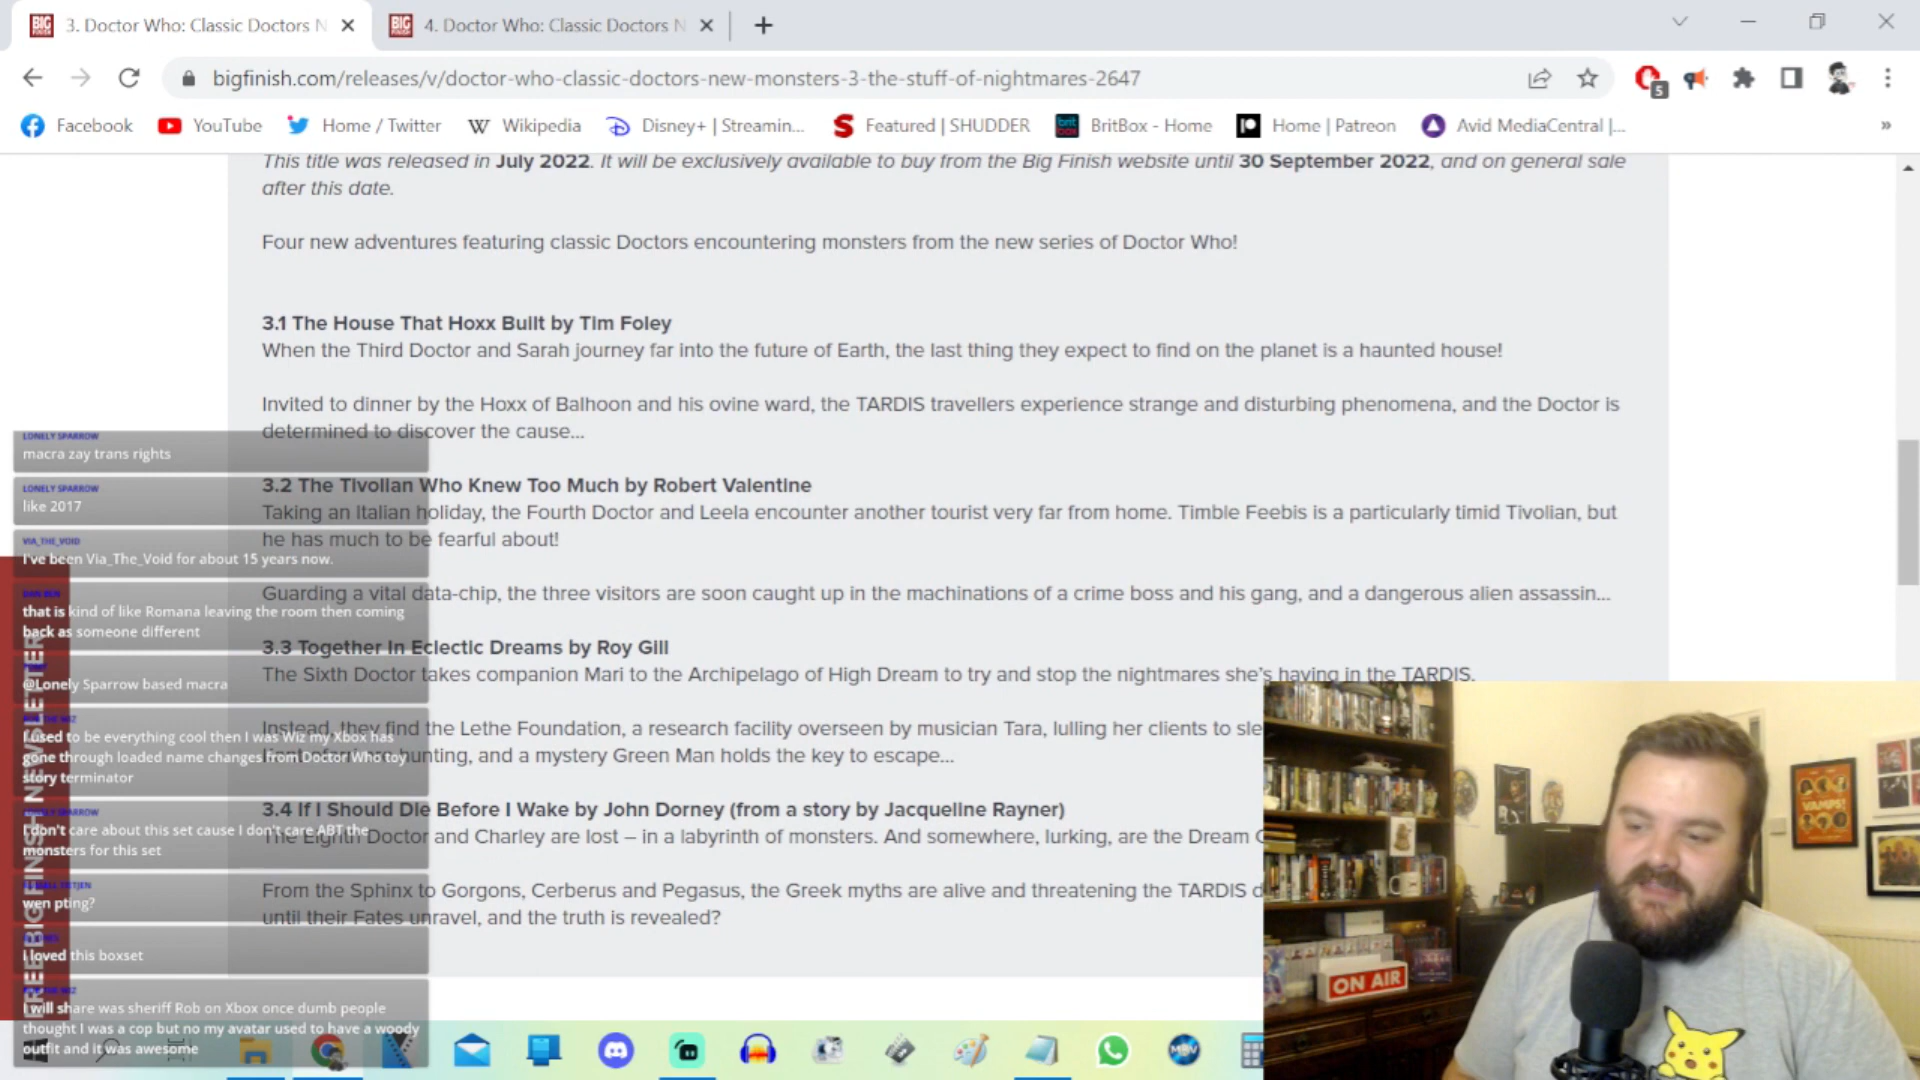 3. Doctor Who: Classic Doctors N
4. Doctor Who: Classic Doctors N
bigfinish.com/releases/v/doctor-who-classic-doctors-new-monsters-3-the-stuff-of-nightmares-2647
5
Facebook
YouTube
Home / Twitter
Wikipedia
Disney+ | Streamin...
Featured | SHUDDER
BritBox - Home
Home | Patreon
Avid MediaCentral |...
This title was released in July 2022. It will be exclusively available to buy from the Big Finish website until 30 September 2022, and on general sale
after this date.
Four new adventures featuring classic Doctors encountering monsters from the new series of Doctor Who!
3.1 The House That Hoxx Built by Tim Foley
When the Third Doctor and Sarah journey far into the future of Earth, the last thing they expect to find on the planet is a haunted house!
Invited to dinner by the Hoxx of Balhoon and his ovine ward, the TARDIS travellers experience strange and disturbing phenomena, and the Doctor is
determined to discover the cause...
3.2 The Tivolian Who Knew Too Much by Robert Valentine
Taking an Italian holiday, the Fourth Doctor and Leela encounter another tourist very far from home. Timble Feebis is a particularly timid Tivolian, but
he has much to be fearful about!
Guarding a vital data-chip, the three visitors are soon caught up in the machinations of a crime boss and his gang, and a dangerous alien assassin...
3.3 Together In Eclectic Dreams by Roy Gill
The Sixth Doctor takes companion Mari to the Archipelago of High Dream to try and stop the nightmares she's having in the TARDIS.
Instead, they find the Lethe Foundation, a research facility overseen by musician Tara, lulling her clients to sle
hunting, and a mystery Green Man holds the key to escape...
3.4 If I Should Die Before I Wake by John Dorney (from a story by Jacqueline Rayner)
The Eighth Doctor and Charley are lost – in a labyrinth of monsters. And somewhere, lurking, are the Dream
From the Sphinx to Gorgons, Cerberus and Pegasus, the Greek myths are alive and threatening the TARDIS
until their Fates unravel, and the truth is revealed?
LONELY SPARROW
macra zay trans rights
LONELY SPARROW
like 2017
VIA_THE_VOID
I've been Via_The_Void for about 15 years now.
DAN BEN
that is kind of like Romana leaving the room then coming
back as someone different
@Lonely Sparrow based macra
I used to be everything cool then I was Wiz my Xbox has
gone through loaded name changes from Doctor Who toy
story terminator
LONELY SPARROW
I don't care about this set cause I don't care ABT the
monsters for this set
wen pting?
I loved this boxset
I will share was sheriff Rob on Xbox once dumb people
thought I was a cop but no my avatar used to have a woody
outfit and it was awesome
FREE BIG FINISH NEWSLETTER
VAMPS!
ON AIR